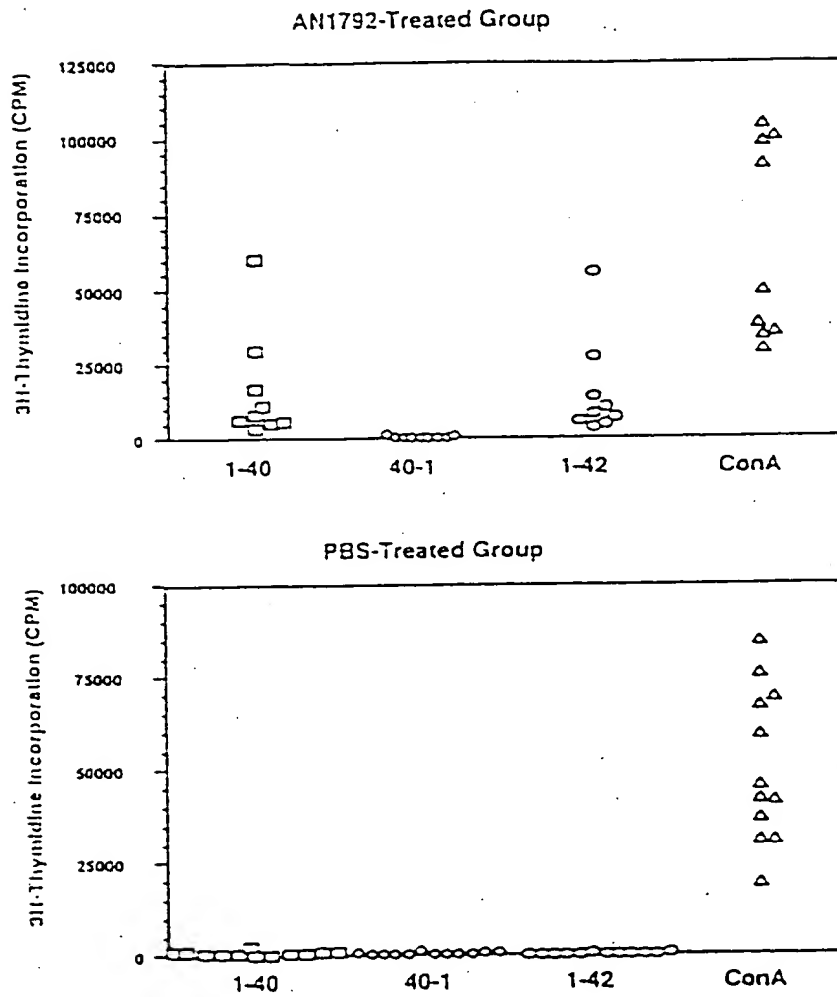 AN1792-Treated Group
3H-Thymidine Incorporation (CPM)
125000
100000
75000
50000
25000
0
1-40
40-1
1-42
ConA
PBS-Treated Group
3H-Thymidine Incorporation (CPM)
100000
75000
50000
25000
0
1-40
40-1
1-42
ConA